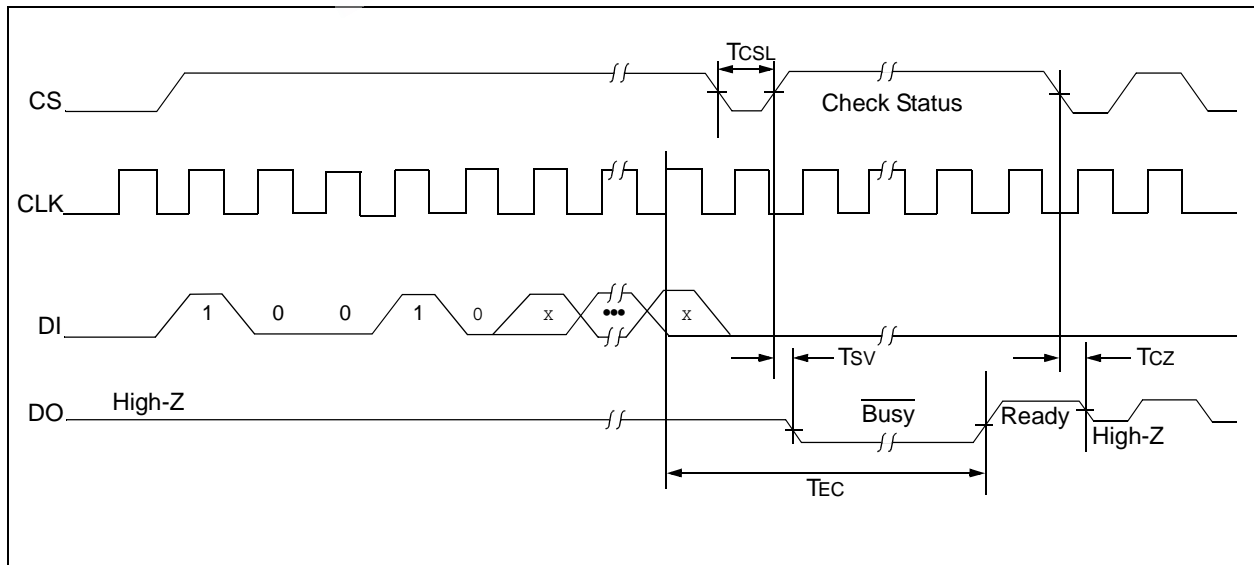 TCSL
CS
Check Status
CLK
DI
1 0 0 1 0 x ••• x
TSV
TCZ
DO
High-Z
Busy
Ready
High-Z
TEC